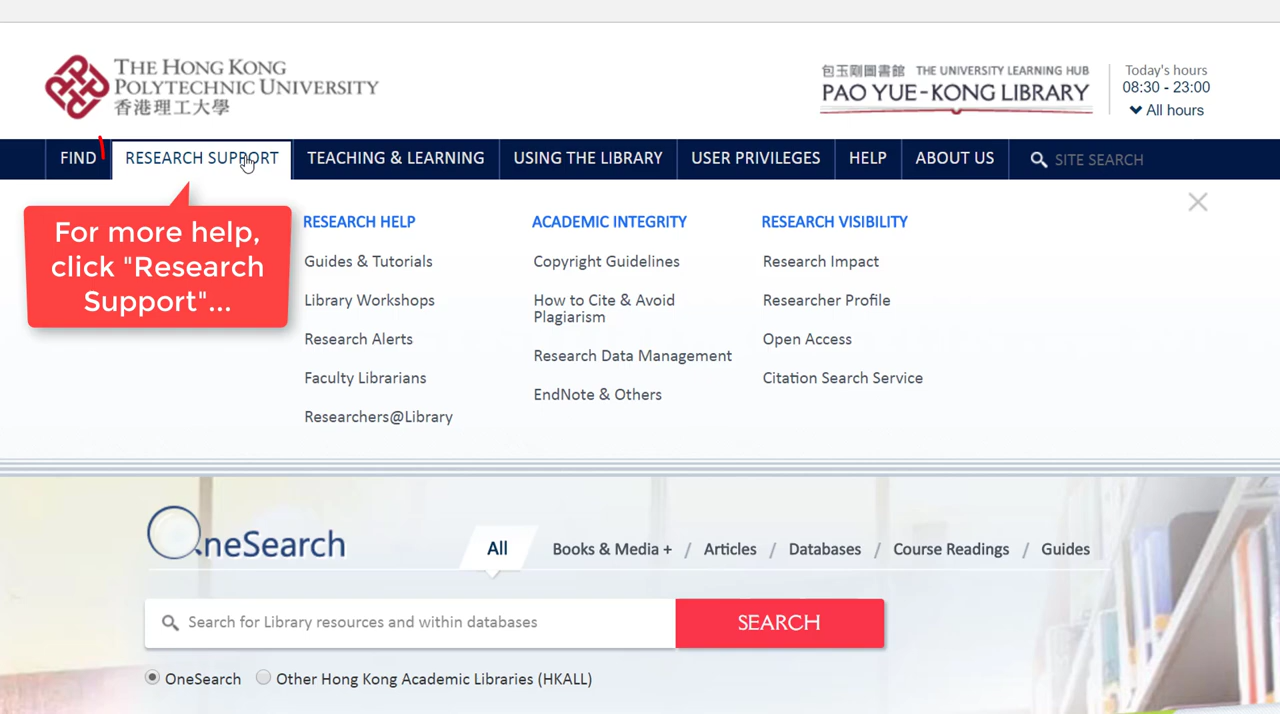 THE HONG KONG
POLYTECHNIC UNIVERSITY
香港理工大學
包玉剛圖書館 THE UNIVERSITY LEARNING HUB
PAO YUE-KONG LIBRARY
Today's hours
08:30 - 23:00
All hours
FIND RESEARCH SUPPORT TEACHING & LEARNING USING THE LIBRARY USER PRIVILEGES HELP ABOUT US SITE SEARCH
For more help,
click "Research
Support"...
RESEARCH HELP
Guides & Tutorials
Library Workshops
Research Alerts
Faculty Librarians
Researchers@Library
ACADEMIC INTEGRITY
Copyright Guidelines
How to Cite & Avoid
Plagiarism
Research Data Management
EndNote & Others
RESEARCH VISIBILITY
Research Impact
Researcher Profile
Open Access
Citation Search Service
OneSearch
All Books & Media + / Articles / Databases / Course Readings / Guides
Search for Library resources and within databases SEARCH
OneSearch Other Hong Kong Academic Libraries (HKALL)